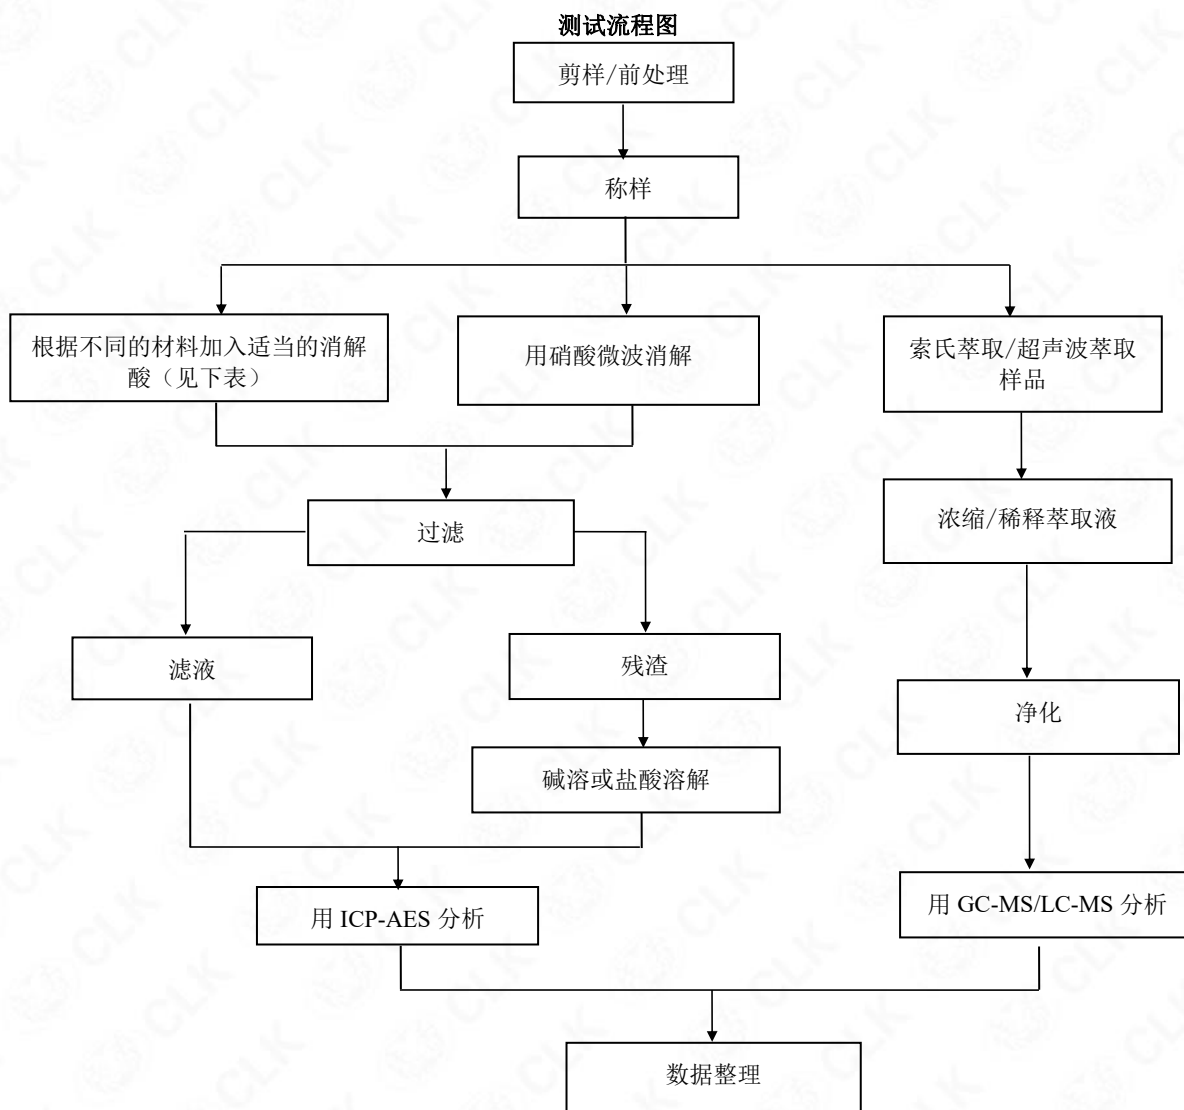 测试流程图
剪样/前处理
称样
根据不同的材料加入适当的消解
酸（见下表）
用硝酸微波消解
索氏萃取/超声波萃取
样品
过滤
浓缩/稀释萃取液
滤液
残渣
净化
碱溶或盐酸溶解
用 ICP-AES 分析
用 GC-MS/LC-MS 分析
数据整理
CLK